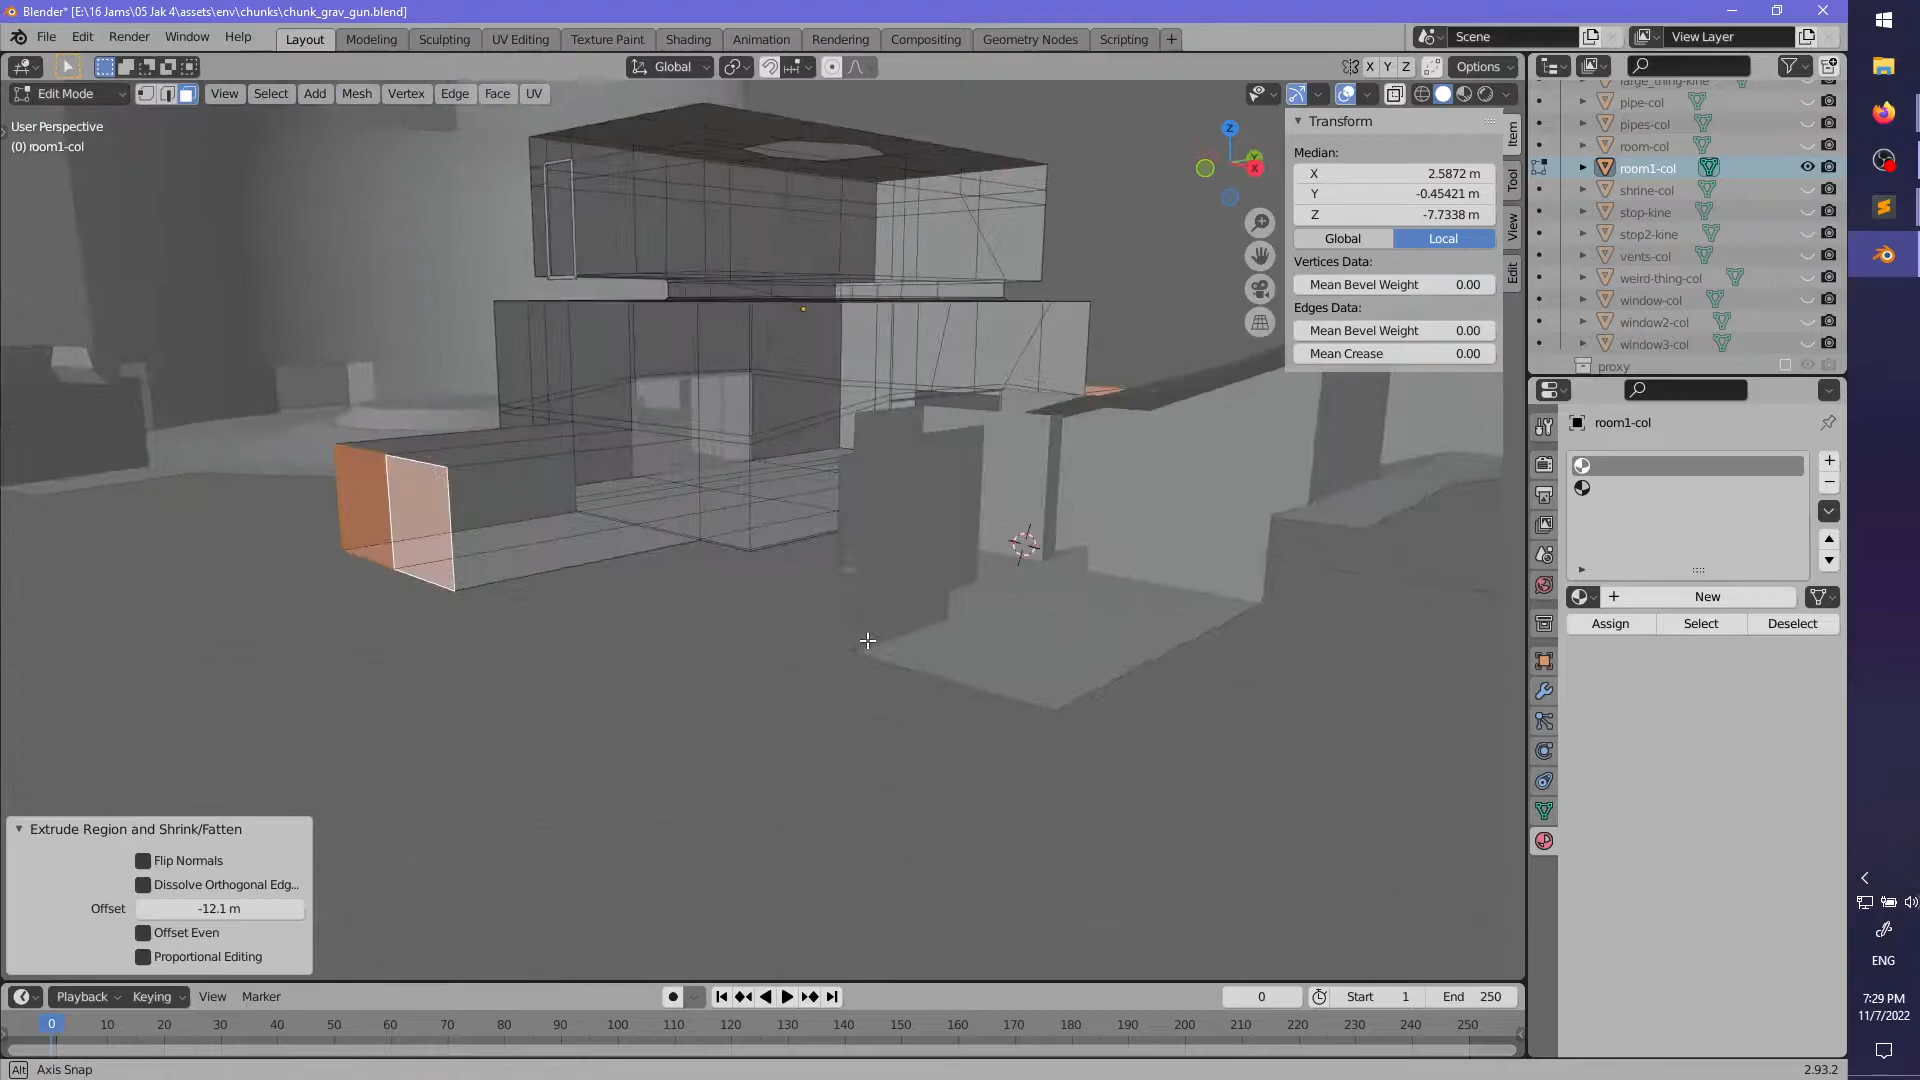 Blender* [E:\16 Jams\05 Jak 4\assets\env\chunks\chunk_grav_gun.blend]
File Edit Render Window Help Layout Modeling Sculpting UV Editing Texture Paint Shading Animation Rendering Compositing Geometry Nodes Scripting + Scene View Layer
Global X Y Z Options
Edit Mode View Select Add Mesh Vertex Edge Face UV
User Perspective
(0) room1-col
Z
Y
X
Transform
Median:
X 2.5872 m
Y -0.45421 m
Z -7.7338 m
Global Local
Vertices Data:
Mean Bevel Weight 0.00
Edges Data:
Mean Bevel Weight 0.00
Mean Crease 0.00
Item
Tool
View
Edit
large_thing-kine
pipe-col
pipes-col
room-col
room1-col
shrine-col
stop-kine
stop2-kine
vents-col
weird-thing-col
window-col
window2-col
window3-col
proxy
room1-col
New
Assign Select Deselect
Extrude Region and Shrink/Fatten
Flip Normals
Dissolve Orthogonal Edg...
Offset -12.1 m
Offset Even
Proportional Editing
Playback Keying View Marker 0 Start 1 End 250
0 10 20 30 40 50 60 70 80 90 100 110 120 130 140 150 160 170 180 190 200 210 220 230 240 250
Alt Axis Snap 2.93.2
ENG
7:29 PM
11/7/2022